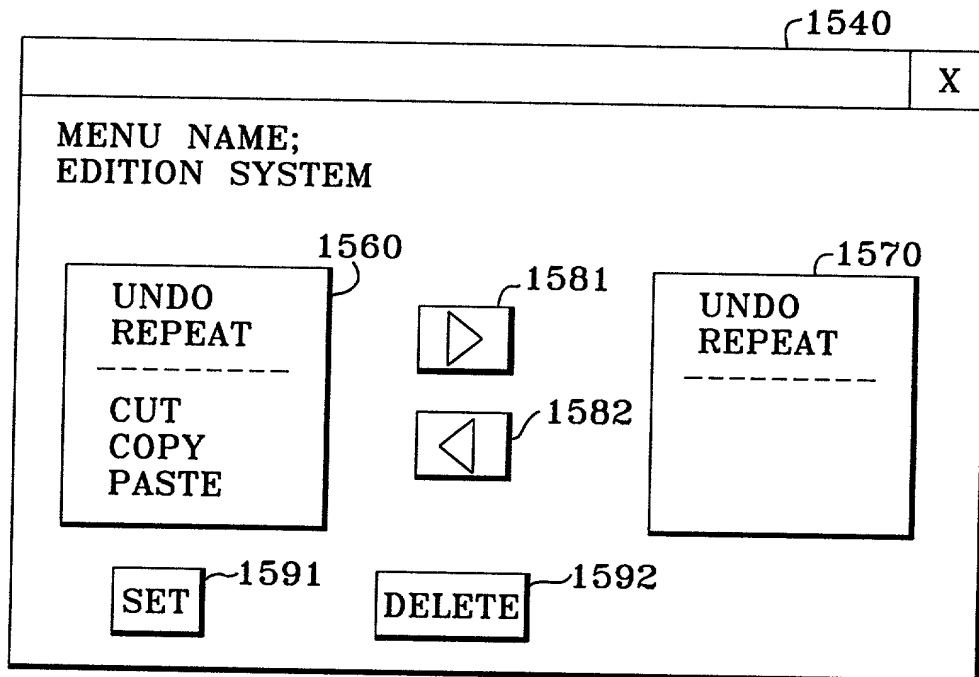 1540
X
MENU NAME;
EDITION SYSTEM
1560
1581
1570
UNDO
REPEAT
----------
CUT
COPY
PASTE
1582
UNDO
REPEAT
----------
1591
1592
SET
DELETE